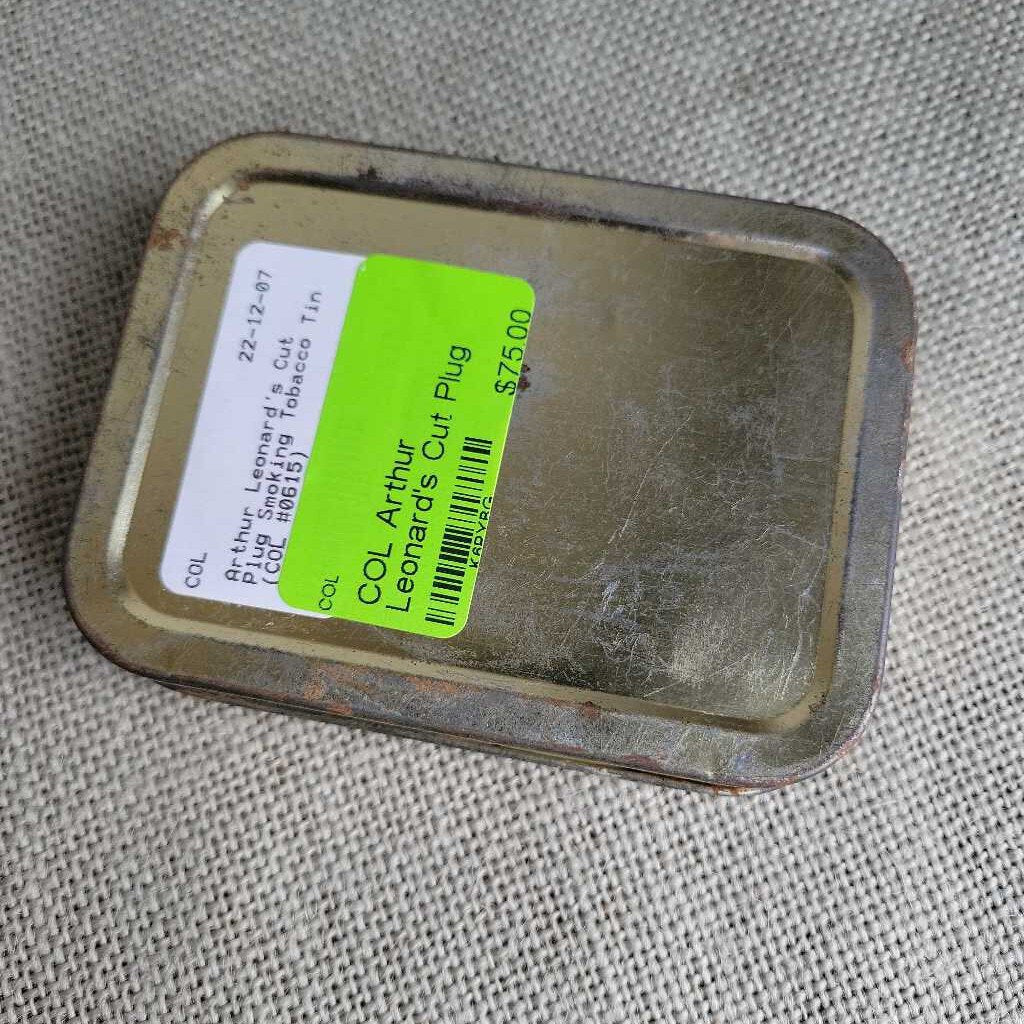 COL 22-12-07
Arthur Leonard's Cut
Plug Smoking Tobacco Tin
(COL #0615)
COL
COL Arthur
Leonard's Cut Plug
$75.00